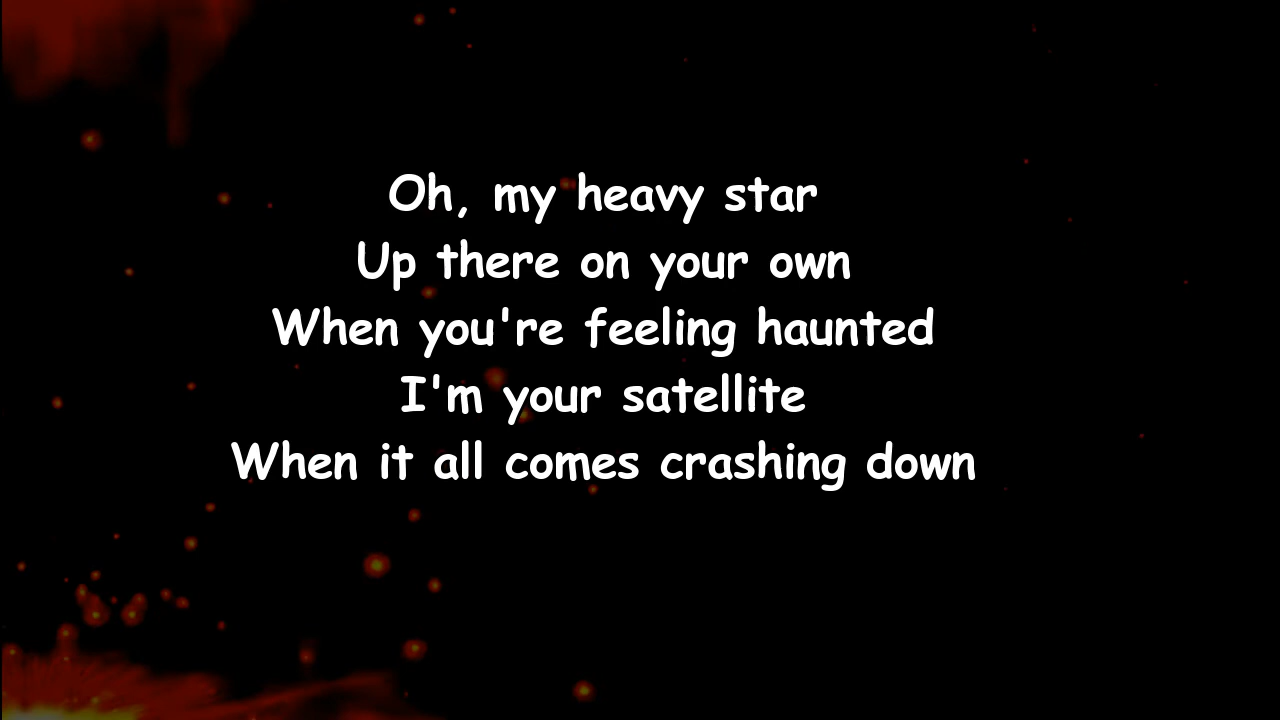 Oh, my heavy star
Up there on your own
When you're feeling haunted
I'm your satellite
When it all comes crashing down